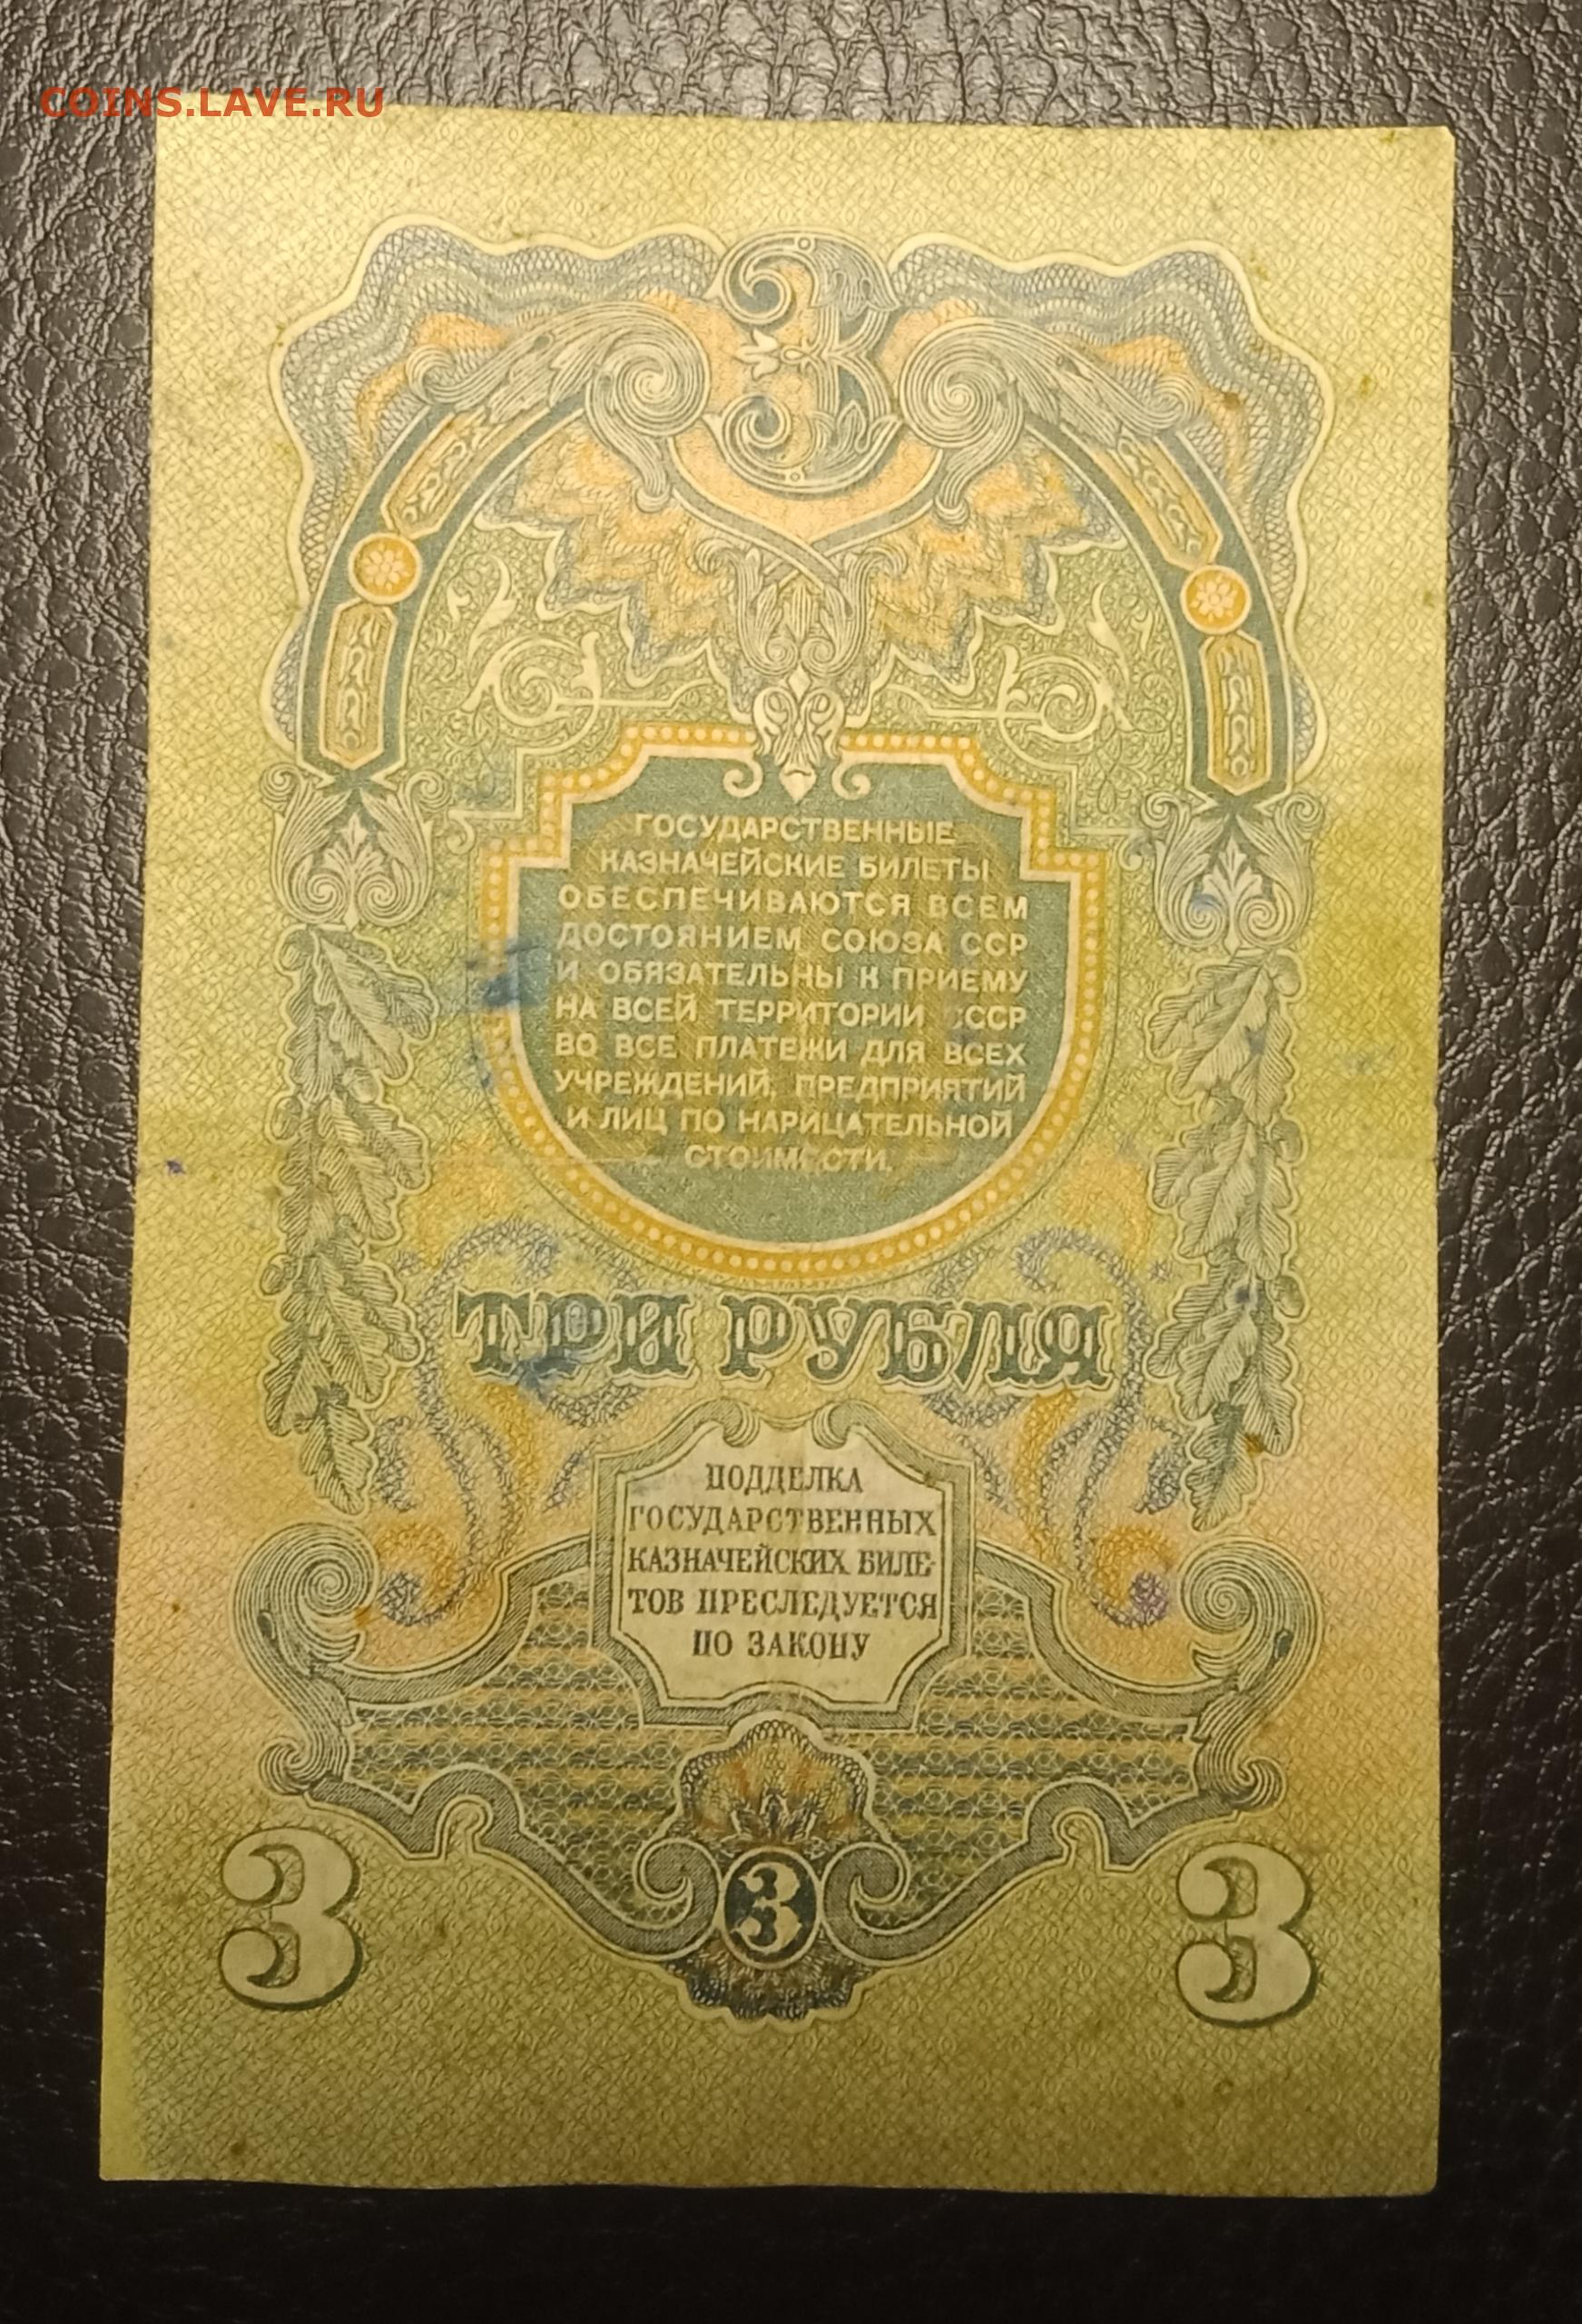 COINS.LAVE.RU
3
ГОСУДАРСТВЕННЫЕ
КАЗНАЧЕЙСКИЕ БИЛЕТЫ
ОБЕСПЕЧИВАЮТСЯ ВСЕМ
ДОСТОЯНИЕМ СОЮЗА ССР
И ОБЯЗАТЕЛЬНЫ К ПРИЕМУ
НА ВСЕЙ ТЕРРИТОРИИ СССР
ВО ВСЕ ПЛАТЕЖИ ДЛЯ ВСЕХ
УЧРЕЖДЕНИЙ, ПРЕДПРИЯТИЙ
И ЛИЦ ПО НАРИЦАТЕЛЬНОЙ
СТОИМОСТИ.
ТРИ РУБЛЯ
ПОДДЕЛКА
ГОСУДАРСТВЕННЫХ
КАЗНАЧЕЙСКИХ БИЛЕ-
ТОВ ПРЕСЛЕДУЕТСЯ
ПО ЗАКОНУ
3 3 3